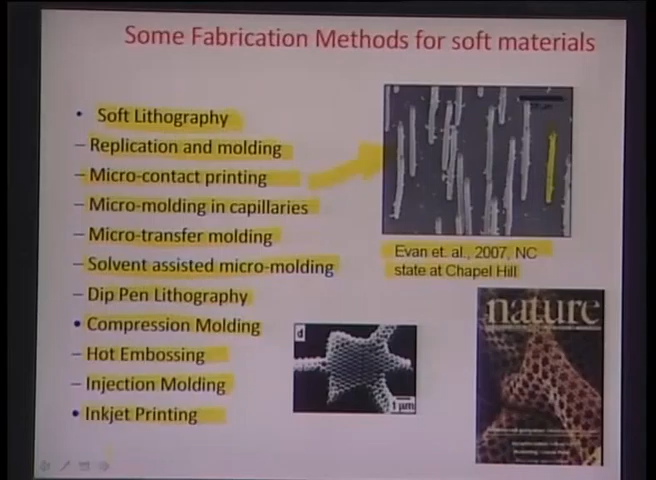 Some Fabrication Methods for soft materials
• Soft Lithography
– Replication and molding
– Micro-contact printing
– Micro-molding in capillaries
– Micro-transfer molding
– Solvent assisted micro-molding
– Dip Pen Lithography
• Compression Molding
– Hot Embossing
– Injection Molding
• Inkjet Printing
Evan et. al., 2007, NC
state at Chapel Hill
d
1 µm
nature